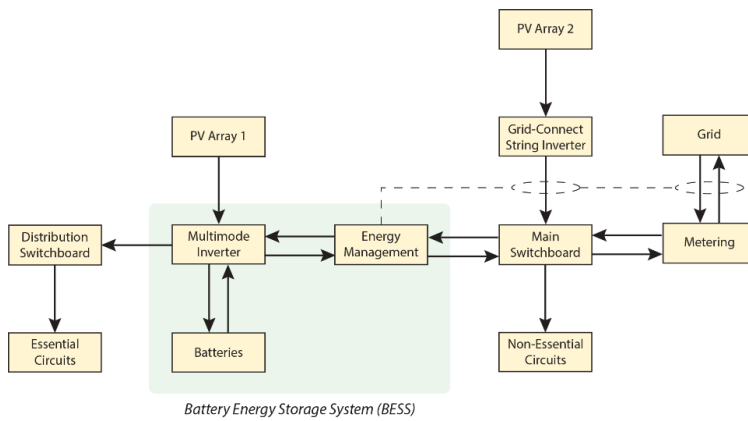 PV Array 2
PV Array 1
Grid-Connect
String Inverter
Grid
Distribution
Switchboard
Multimode
Inverter
Energy
Management
Main
Switchboard
Metering
Essential
Circuits
Batteries
Non-Essential
Circuits
Battery Energy Storage System (BESS)